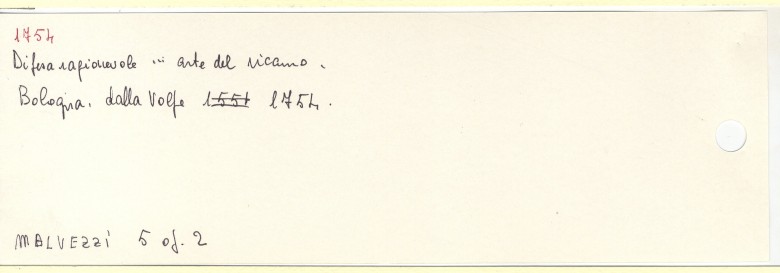 1754
Difesa ragionevole ... arte del ricamo.
Bologna. dalla Volpe 1551 1754.
MALVEZZI 5 of. 2